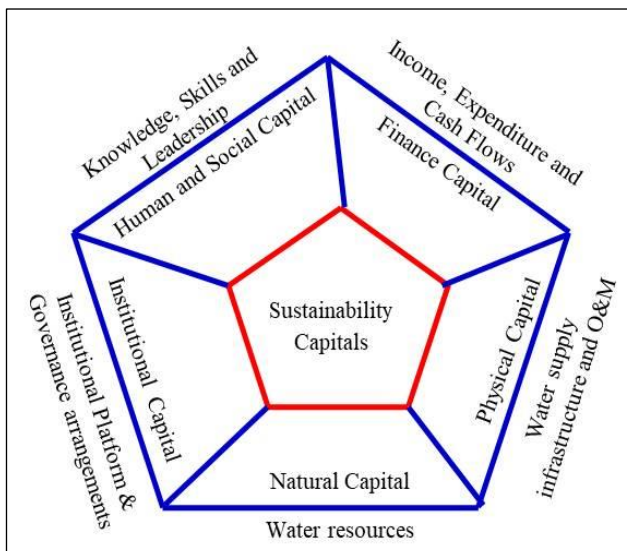 Knowledge, Skills and
Leadership
Human and Social Capital
Income, Expenditure and
Cash Flows
Finance Capital
Institutional Platform &
Governance arrangements
Institutional Capital
Sustainability
Capitals
Physical Capital
Water supply
infrastructure and O&M
Natural Capital
Water resources